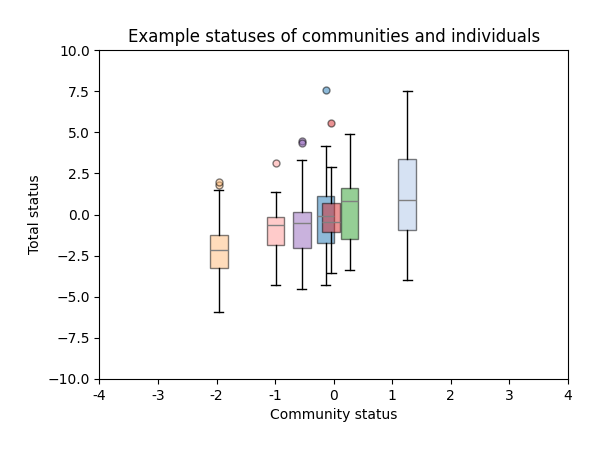 Example statuses of communities and individuals
10.0
7.5
5.0
2.5
0.0
−2.5
−5.0
−7.5
−10.0
Total status
-4 -3 -2 -1 0 1 2 3 4
Community status